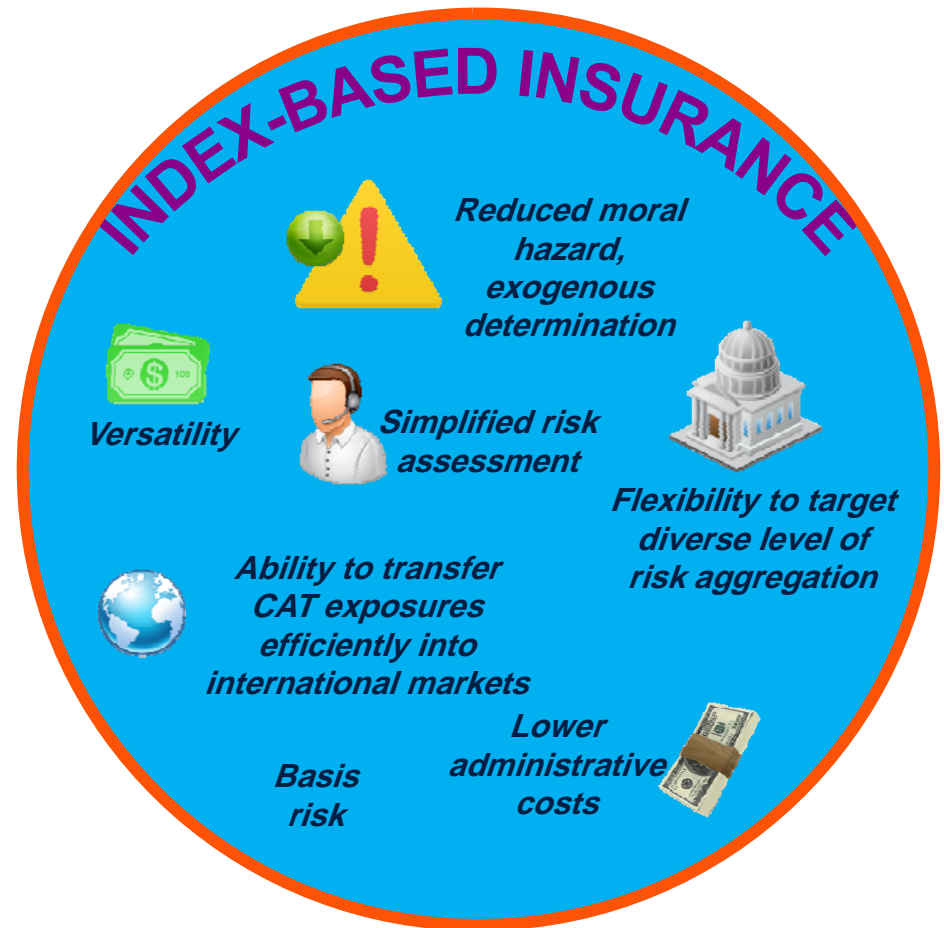 INDEX-BASED INSURANCE
Reduced moral
hazard,
exogenous
determination
Versatility
Simplified risk
assessment
Flexibility to target
diverse level of
risk aggregation
Ability to transfer
CAT exposures
efficiently into
international markets
Lower
administrative
costs
Basis
risk
$
100